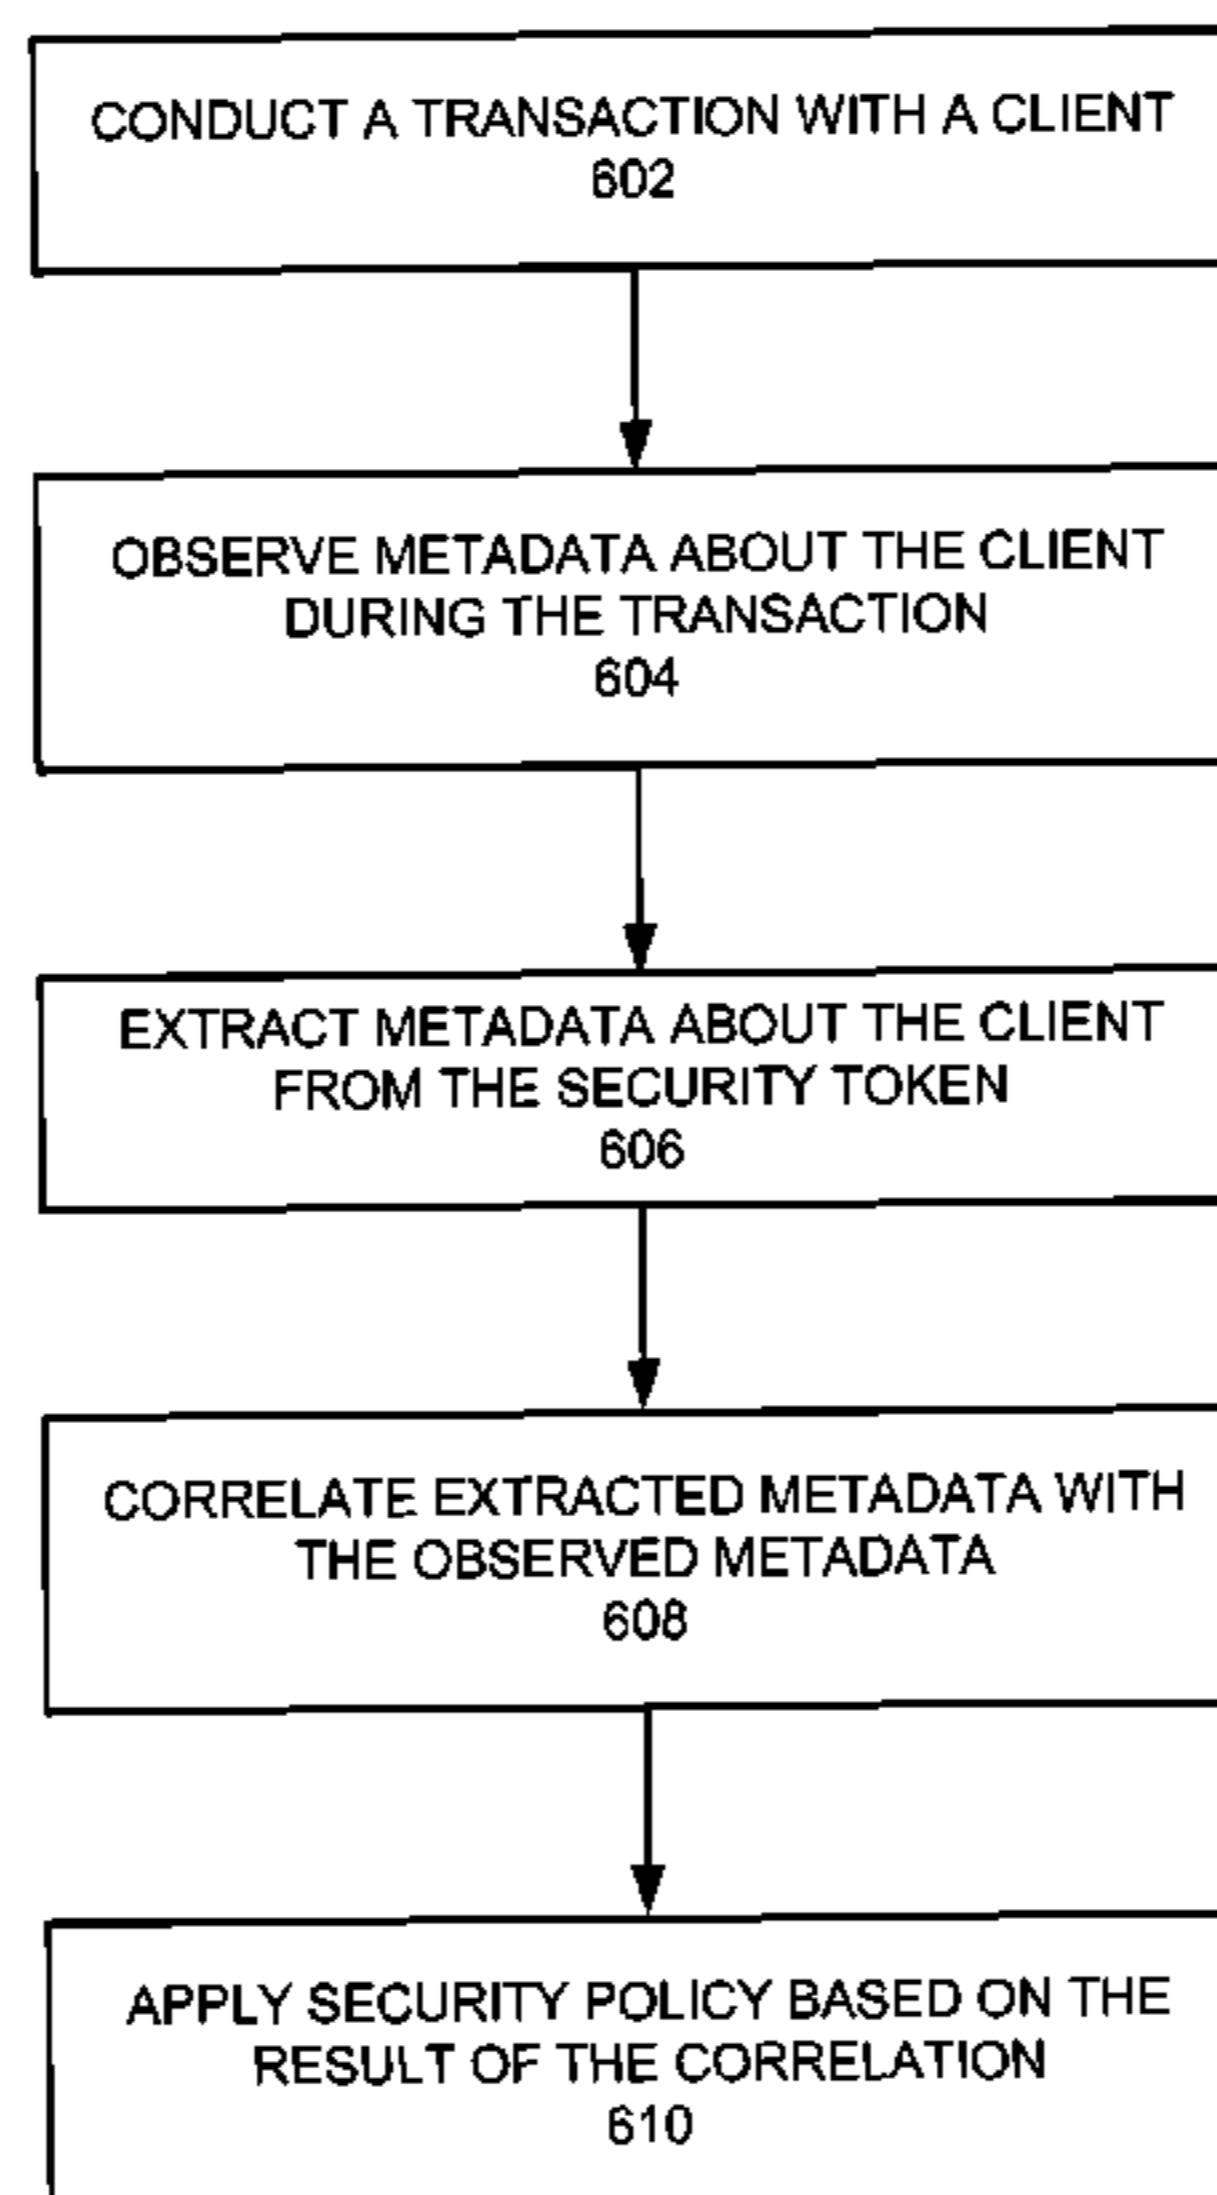 CONDUCT A TRANSACTION WITH A CLIENT
602
OBSERVE METADATA ABOUT THE CLIENT
DURING THE TRANSACTION
604
EXTRACT METADATA ABOUT THE CLIENT
FROM THE SECURITY TOKEN
606
CORRELATE EXTRACTED METADATA WITH
THE OBSERVED METADATA
608
APPLY SECURITY POLICY BASED ON THE
RESULT OF THE CORRELATION
610